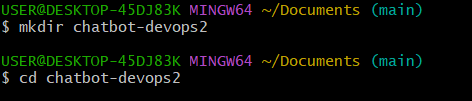 USER@DESKTOP-45DJ83K MINGW64 ~/Documents (main)
$ mkdir chatbot-devops2
USER@DESKTOP-45DJ83K MINGW64 ~/Documents (main)
$ cd chatbot-devops2